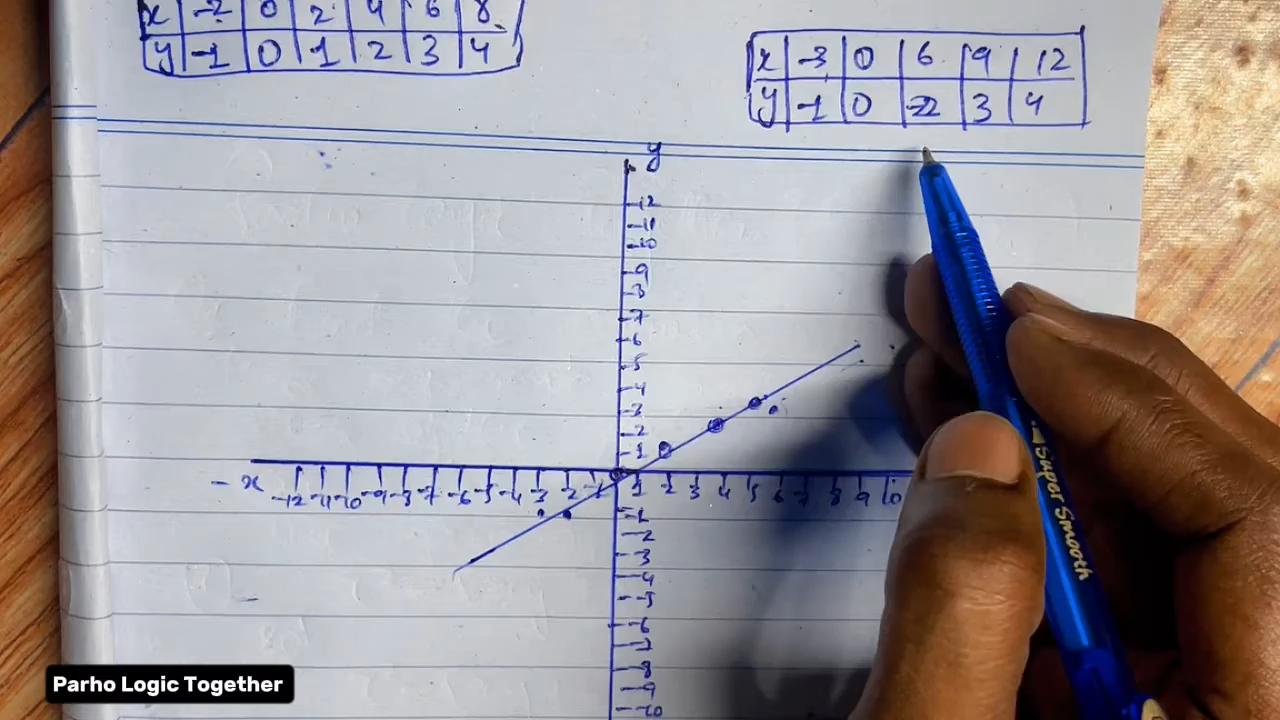 x -2 0 2 4 6 8
y -1 0 1 2 3 4
x -3 0 6 9 12
y -1 0 2 3 4
y
12
11
10
9
8
7
6
5
4
3
2
1
-x -12 -11 -10 -9 -8 -7 -6 -5 -4 -3 -2 -1 1 2 3 4 5 6 7 8 9 10
-1
-2
-3
-4
-5
-6
-7
-8
-9
-10
Super Smooth
Parho Logic Together